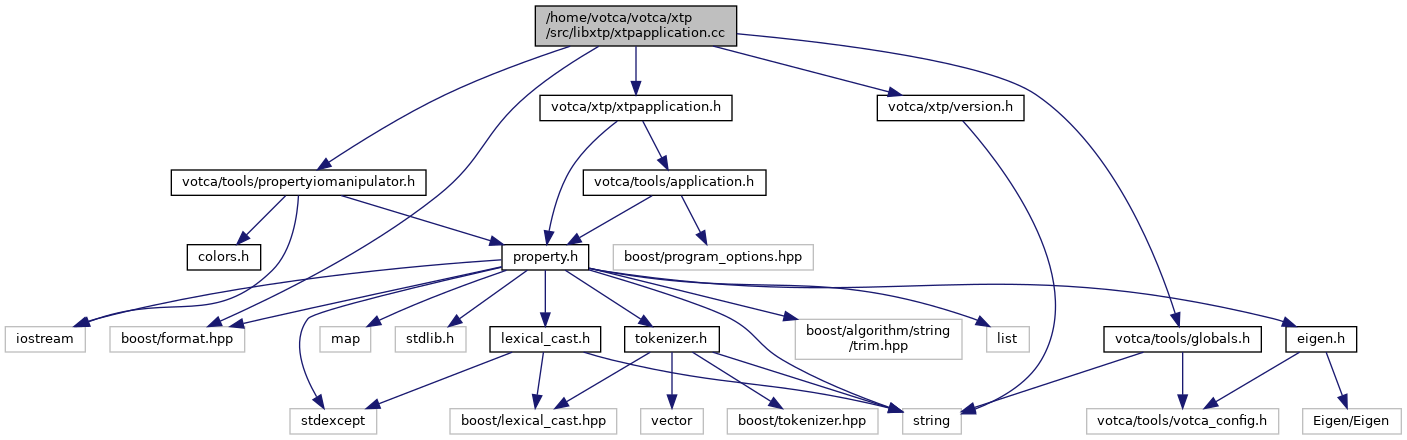 /home/votca/votca/xtp
/src/libxtp/xtpapplication.cc
votca/xtp/xtpapplication.h
votca/xtp/version.h
votca/tools/propertyiomanipulator.h
votca/tools/application.h
colors.h
property.h
boost/program_options.hpp
iostream
boost/format.hpp
map
stdlib.h
lexical_cast.h
tokenizer.h
boost/algorithm/string
/trim.hpp
list
votca/tools/globals.h
eigen.h
stdexcept
boost/lexical_cast.hpp
vector
boost/tokenizer.hpp
string
votca/tools/votca_config.h
Eigen/Eigen